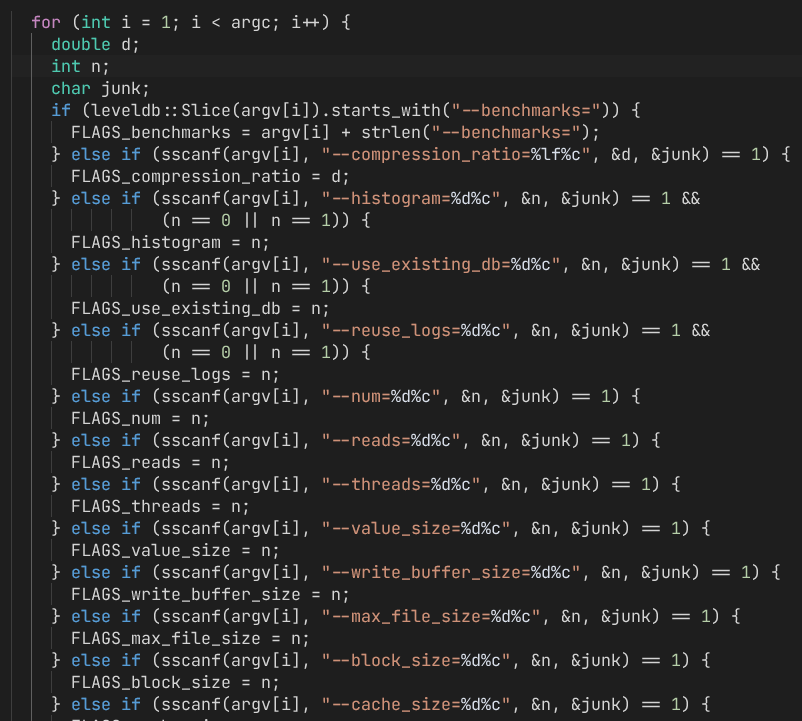 for (int i = 1; i < argc; i++) {
double d;
int n;
char junk;
if (leveldb::Slice(argv[i]).starts_with("--benchmarks=")) {
FLAGS_benchmarks = argv[i] + strlen("--benchmarks=");
} else if (sscanf(argv[i], "--compression_ratio=%lf%c", &d, &junk) == 1) {
FLAGS_compression_ratio = d;
} else if (sscanf(argv[i], "--histogram=%d%c", &n, &junk) == 1 &&
(n == 0 || n == 1)) {
FLAGS_histogram = n;
} else if (sscanf(argv[i], "--use_existing_db=%d%c", &n, &junk) == 1 &&
(n == 0 || n == 1)) {
FLAGS_use_existing_db = n;
} else if (sscanf(argv[i], "--reuse_logs=%d%c", &n, &junk) == 1 &&
(n == 0 || n == 1)) {
FLAGS_reuse_logs = n;
} else if (sscanf(argv[i], "--num=%d%c", &n, &junk) == 1) {
FLAGS_num = n;
} else if (sscanf(argv[i], "--reads=%d%c", &n, &junk) == 1) {
FLAGS_reads = n;
} else if (sscanf(argv[i], "--threads=%d%c", &n, &junk) == 1) {
FLAGS_threads = n;
} else if (sscanf(argv[i], "--value_size=%d%c", &n, &junk) == 1) {
FLAGS_value_size = n;
} else if (sscanf(argv[i], "--write_buffer_size=%d%c", &n, &junk) == 1) {
FLAGS_write_buffer_size = n;
} else if (sscanf(argv[i], "--max_file_size=%d%c", &n, &junk) == 1) {
FLAGS_max_file_size = n;
} else if (sscanf(argv[i], "--block_size=%d%c", &n, &junk) == 1) {
FLAGS_block_size = n;
} else if (sscanf(argv[i], "--cache_size=%d%c", &n, &junk) == 1) {